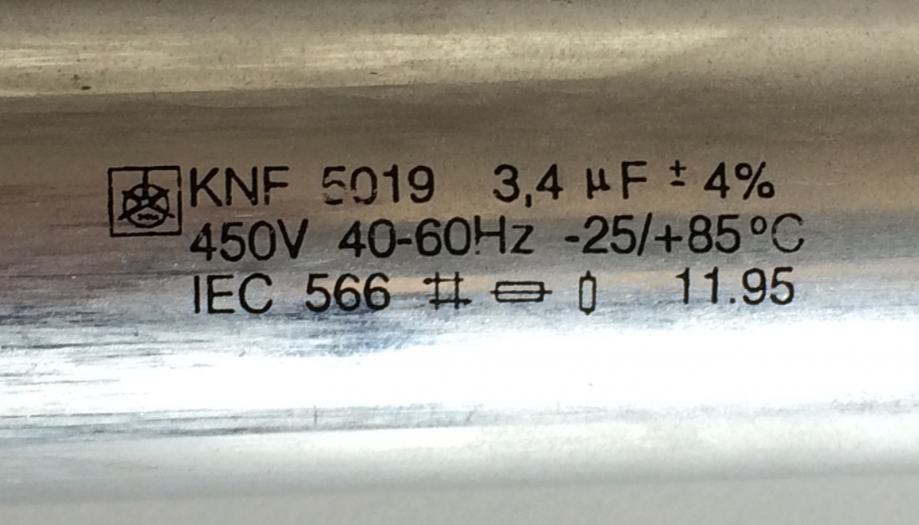 KNF 5019 3,4 µF ± 4%
450V 40-60Hz -25/+85°C
IEC 566 11.95